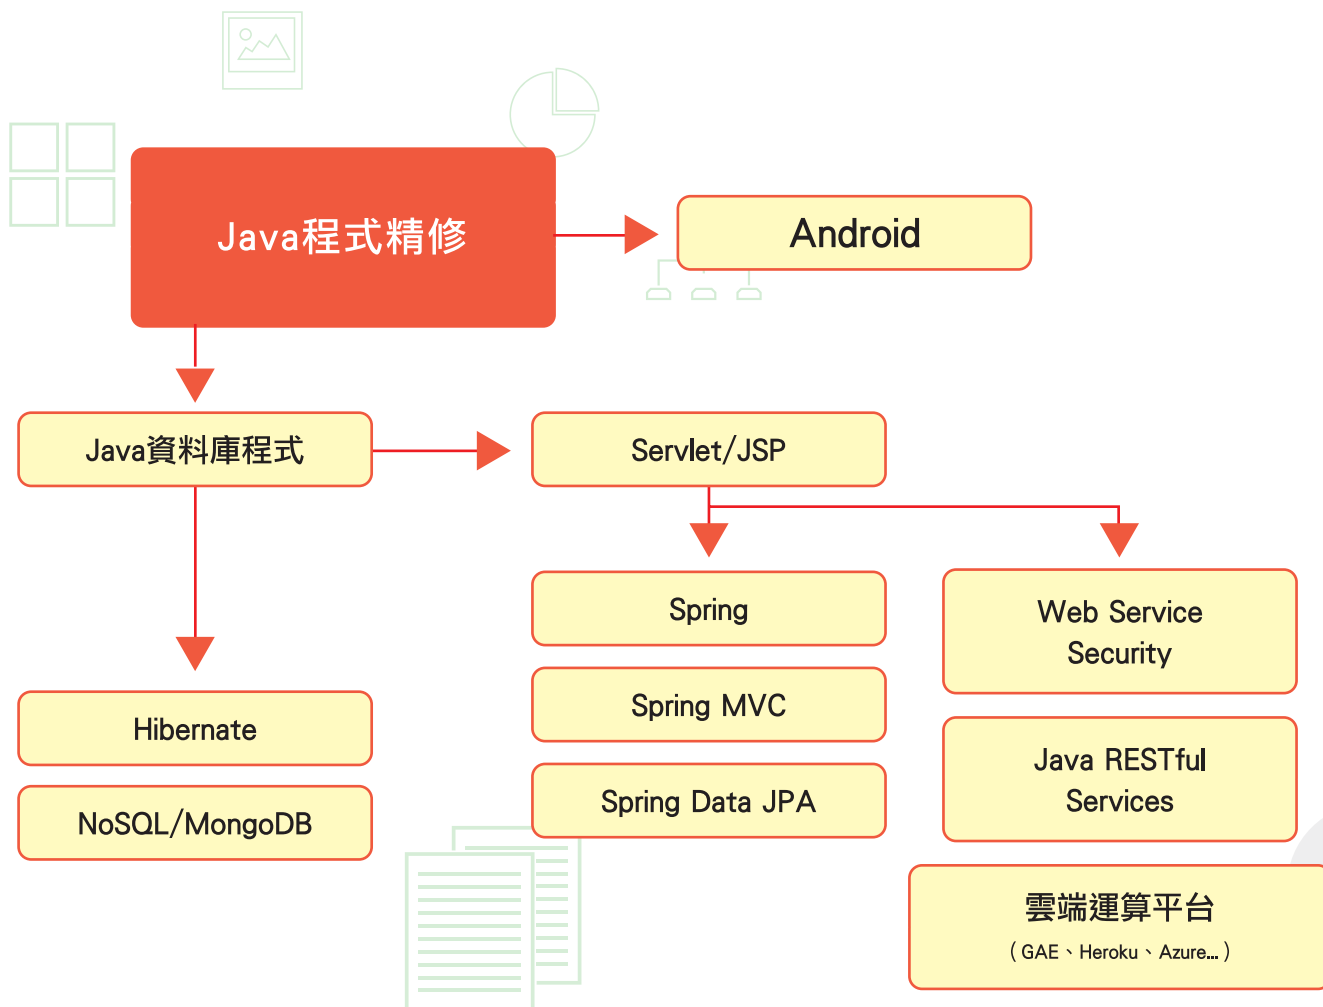 Java程式精修
Android
Java資料庫程式
Servlet/JSP
Spring
Web Service
Security
Hibernate
Spring MVC
Java RESTful
Services
NoSQL/MongoDB
Spring Data JPA
雲端運算平台
（GAE、Heroku、Azure...）